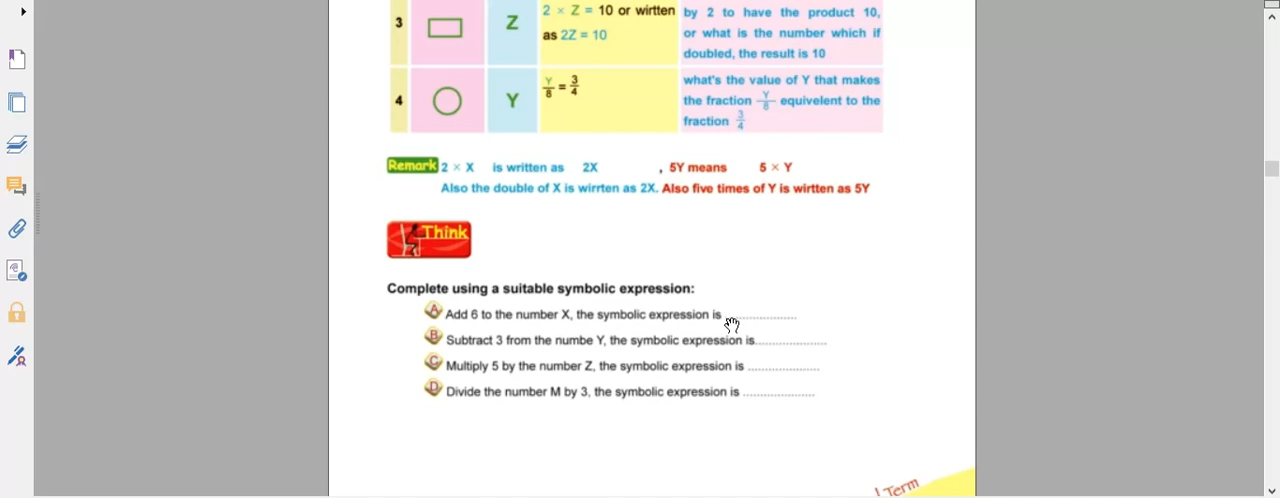 3
Z
2 × Z = 10 or wirtten
as 2Z = 10
by 2 to have the product 10,
or what is the number which if
doubled, the result is 10
4
Y
Y/8 = 3/4
what's the value of Y that makes
the fraction Y/8 equivelent to the
fraction 3/4
Remark 2 × X is written as 2X , 5Y means 5 × Y
Also the double of X is wirrten as 2X. Also five times of Y is wirtten as 5Y
Think
Complete using a suitable symbolic expression:
A Add 6 to the number X, the symbolic expression is ....................
B Subtract 3 from the numbe Y, the symbolic expression is....................
C Multiply 5 by the number Z, the symbolic expression is ....................
D Divide the number M by 3, the symbolic expression is ....................
Term